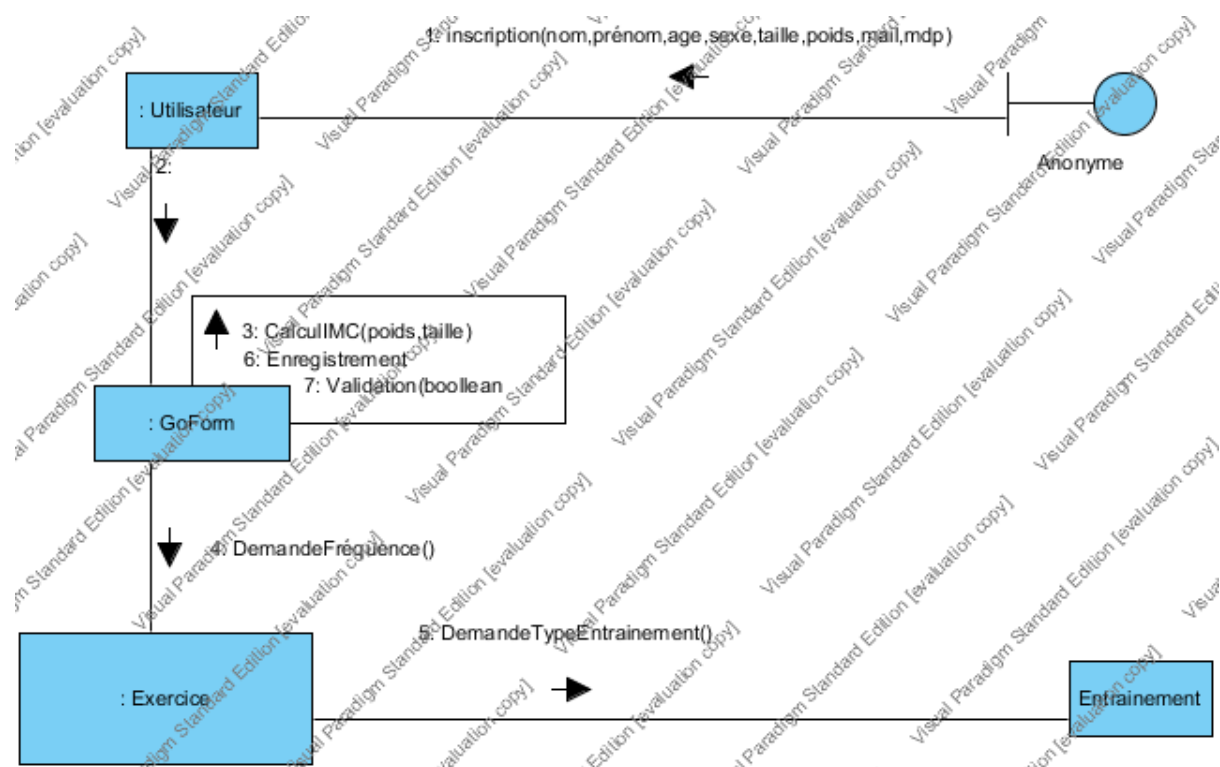 1: inscription(nom,prénom,age,sexe,taille,poids,mail,mdp)
: Utilisateur
Anonyme
2:
3: CalculIMC(poids,taille)
6: Enregistrement
7: Validation(boollean
: GoForm
4: DemandeFréquence()
5: DemandeTypeEntrainement()
: Exercice
Entrainement
Visual Paradigm Standard Edition [evaluation copy]